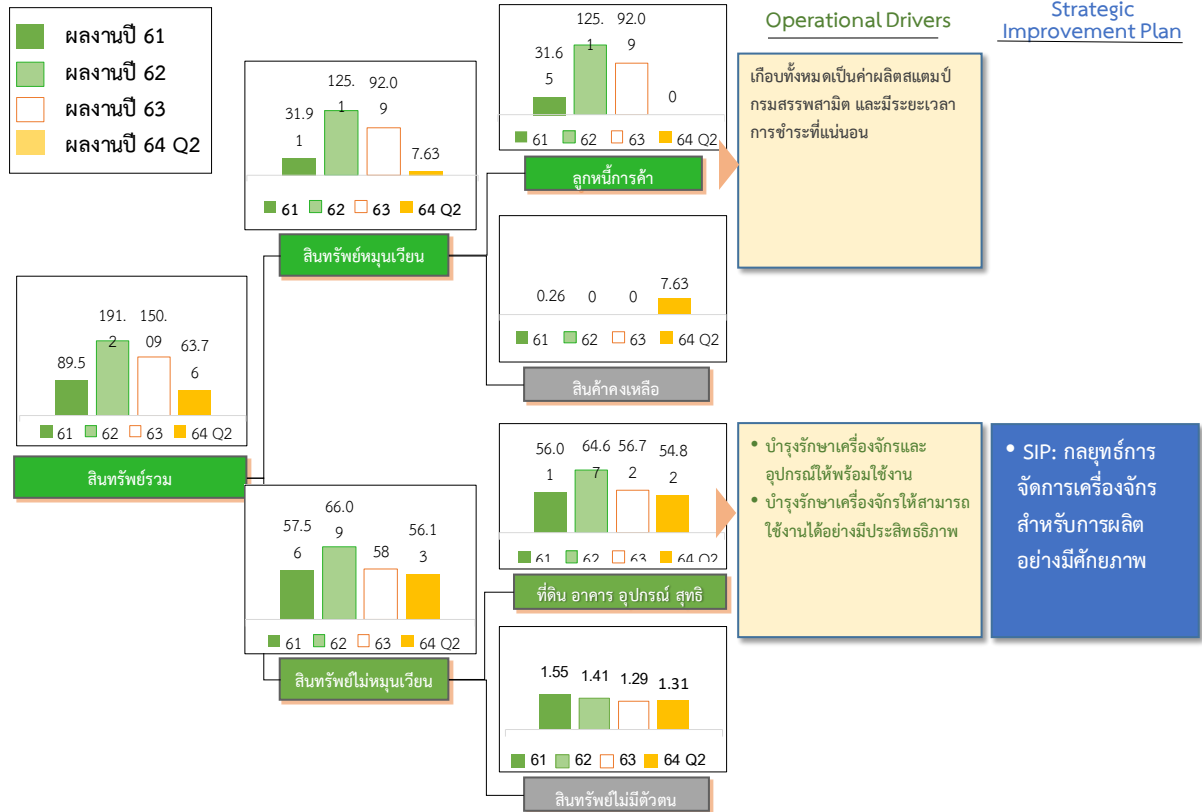 ผลงานปี 61
ผลงานปี 62
ผลงานปี 63
ผลงานปี 64 Q2
Operational Drivers
Strategic
Improvement Plan
31.6
5
125.
1
92.0
9
0
61 62 63 64 Q2
ลูกหนี้การค้า
เกือบทั้งหมดเป็นค่าผลิตสแตมป์
กรมสรรพสามิต และมีระยะเวลา
การชำระที่แน่นอน
31.9
1
125.
1
92.0
9
7.63
61 62 63 64 Q2
สินทรัพย์หมุนเวียน
0.26 0 0 7.63
61 62 63 64 Q2
สินค้าคงเหลือ
89.5
191.
2
150.
09
63.7
6
61 62 63 64 Q2
สินทรัพย์รวม
56.0
1
64.6
7
56.7
2
54.8
2
61 62 63 64 Q2
ที่ดิน อาคาร อุปกรณ์ สุทธิ
• บำรุงรักษาเครื่องจักรและ
อุปกรณ์ให้พร้อมใช้งาน
• บำรุงรักษาเครื่องจักรให้สามารถ
ใช้งานได้อย่างมีประสิทธธิภาพ
• SIP: กลยุทธ์การ
จัดการเครื่องจักร
สำหรับการผลิต
อย่างมีศักยภาพ
57.5
6
66.0
9
58
56.1
3
61 62 63 64 Q2
สินทรัพย์ไม่หมุนเวียน
1.55 1.41 1.29 1.31
61 62 63 64 Q2
สินทรัพย์ไม่มีตัวตน